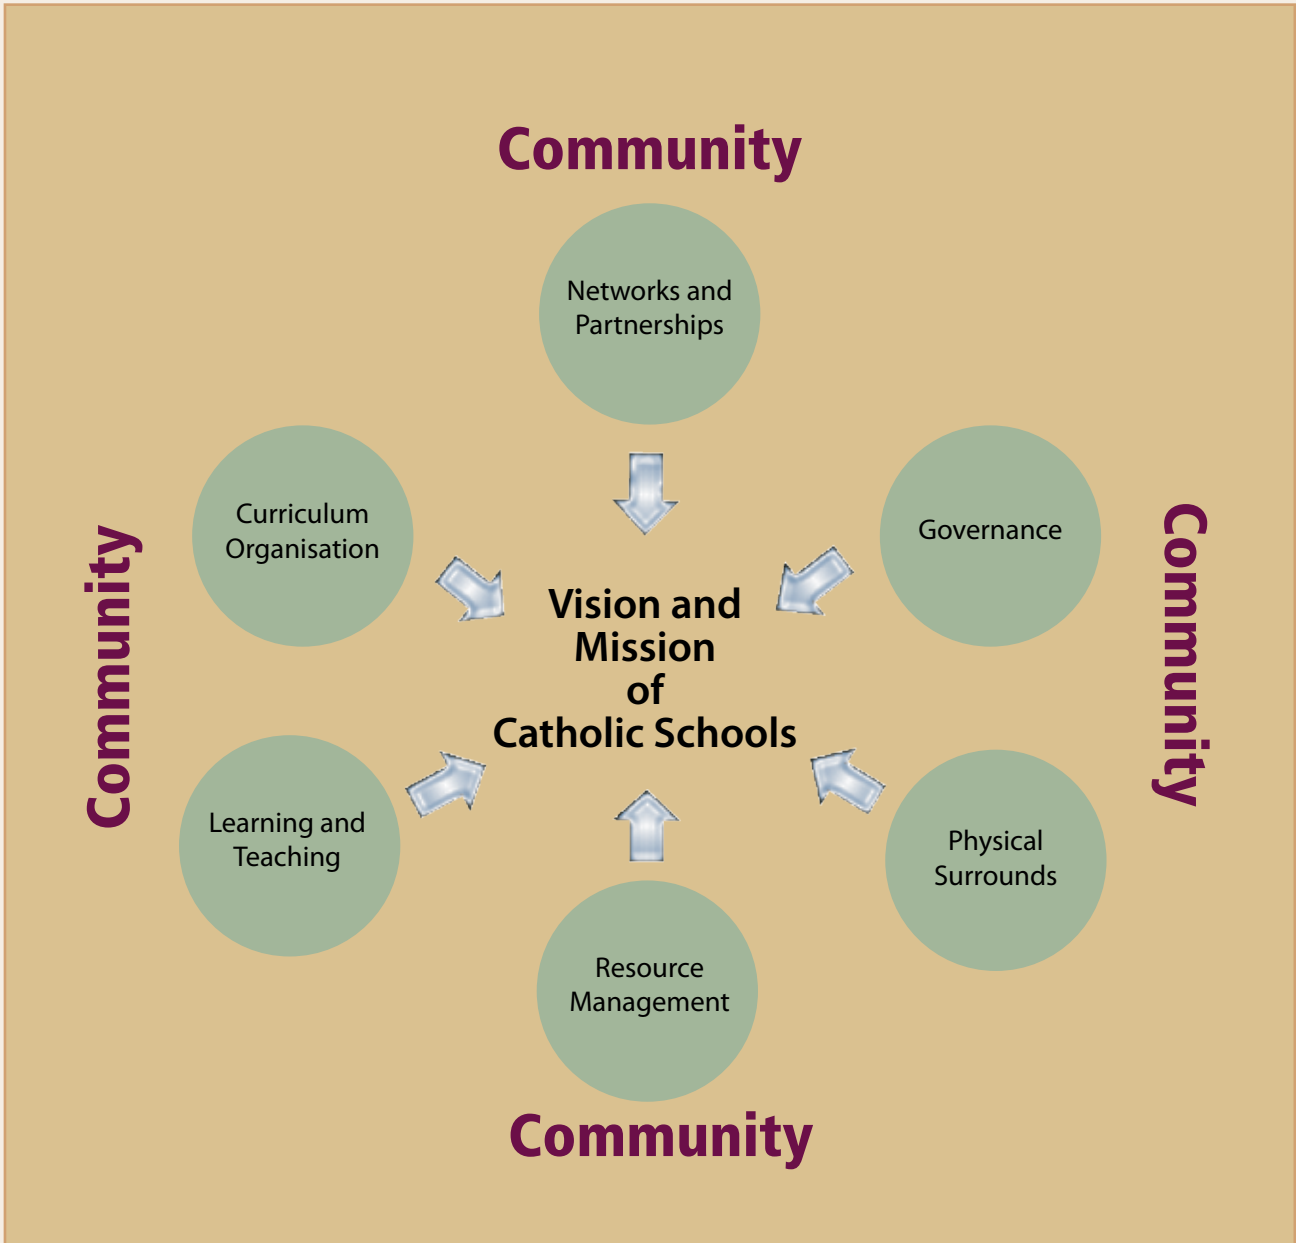 Community
Networks and
Partnerships
Curriculum
Organisation
Governance
Community
Vision and
Mission
of
Catholic Schools
Community
Learning and
Teaching
Physical
Surrounds
Resource
Management
Community